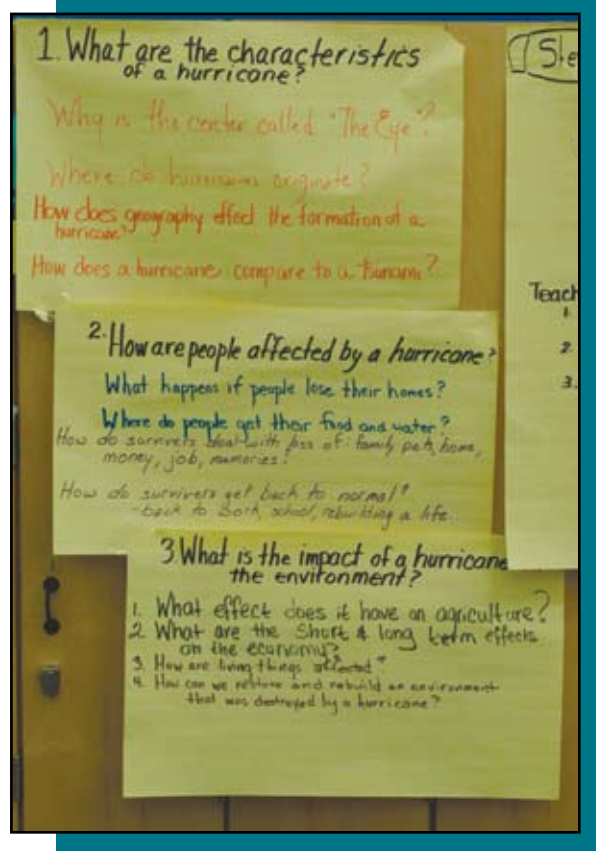 1. What are the characteristics
of a hurricane?
Why is the center called "The Eye"?
Where do hurricanes originate?
How does geography effect the formation of a
hurricane?
How does a hurricane compare to a tsunami?
2. How are people affected by a hurricane?
What happens if people lose their homes?
Where do people get their food and water?
How do survivers deal with loss of: family pets, home,
money, job, memories?
How do survivers get back to normal?
-back to work, school, rebuilding a life..
3. What is the impact of a hurricane
the environment?
1. What effect does it have on agriculture?
2 What are the short & long term effects
on the economy?
3. How are living things affected?
4. How can we restore and rebuild an environment
that was destroyed by a hurricane?
Ste
Teach
1.
2.
3.